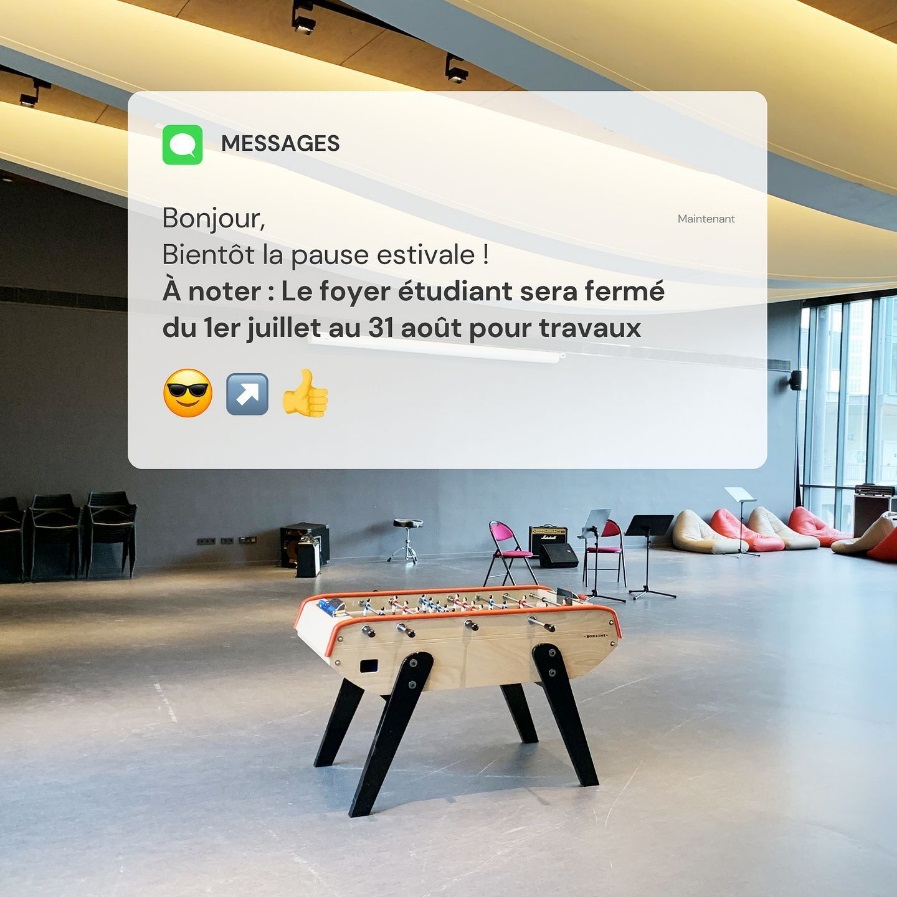 MESSAGES
Bonjour,
Maintenant
Bientôt la pause estivale !
À noter : Le foyer étudiant sera fermé
du 1er juillet au 31 août pour travaux
Marshall